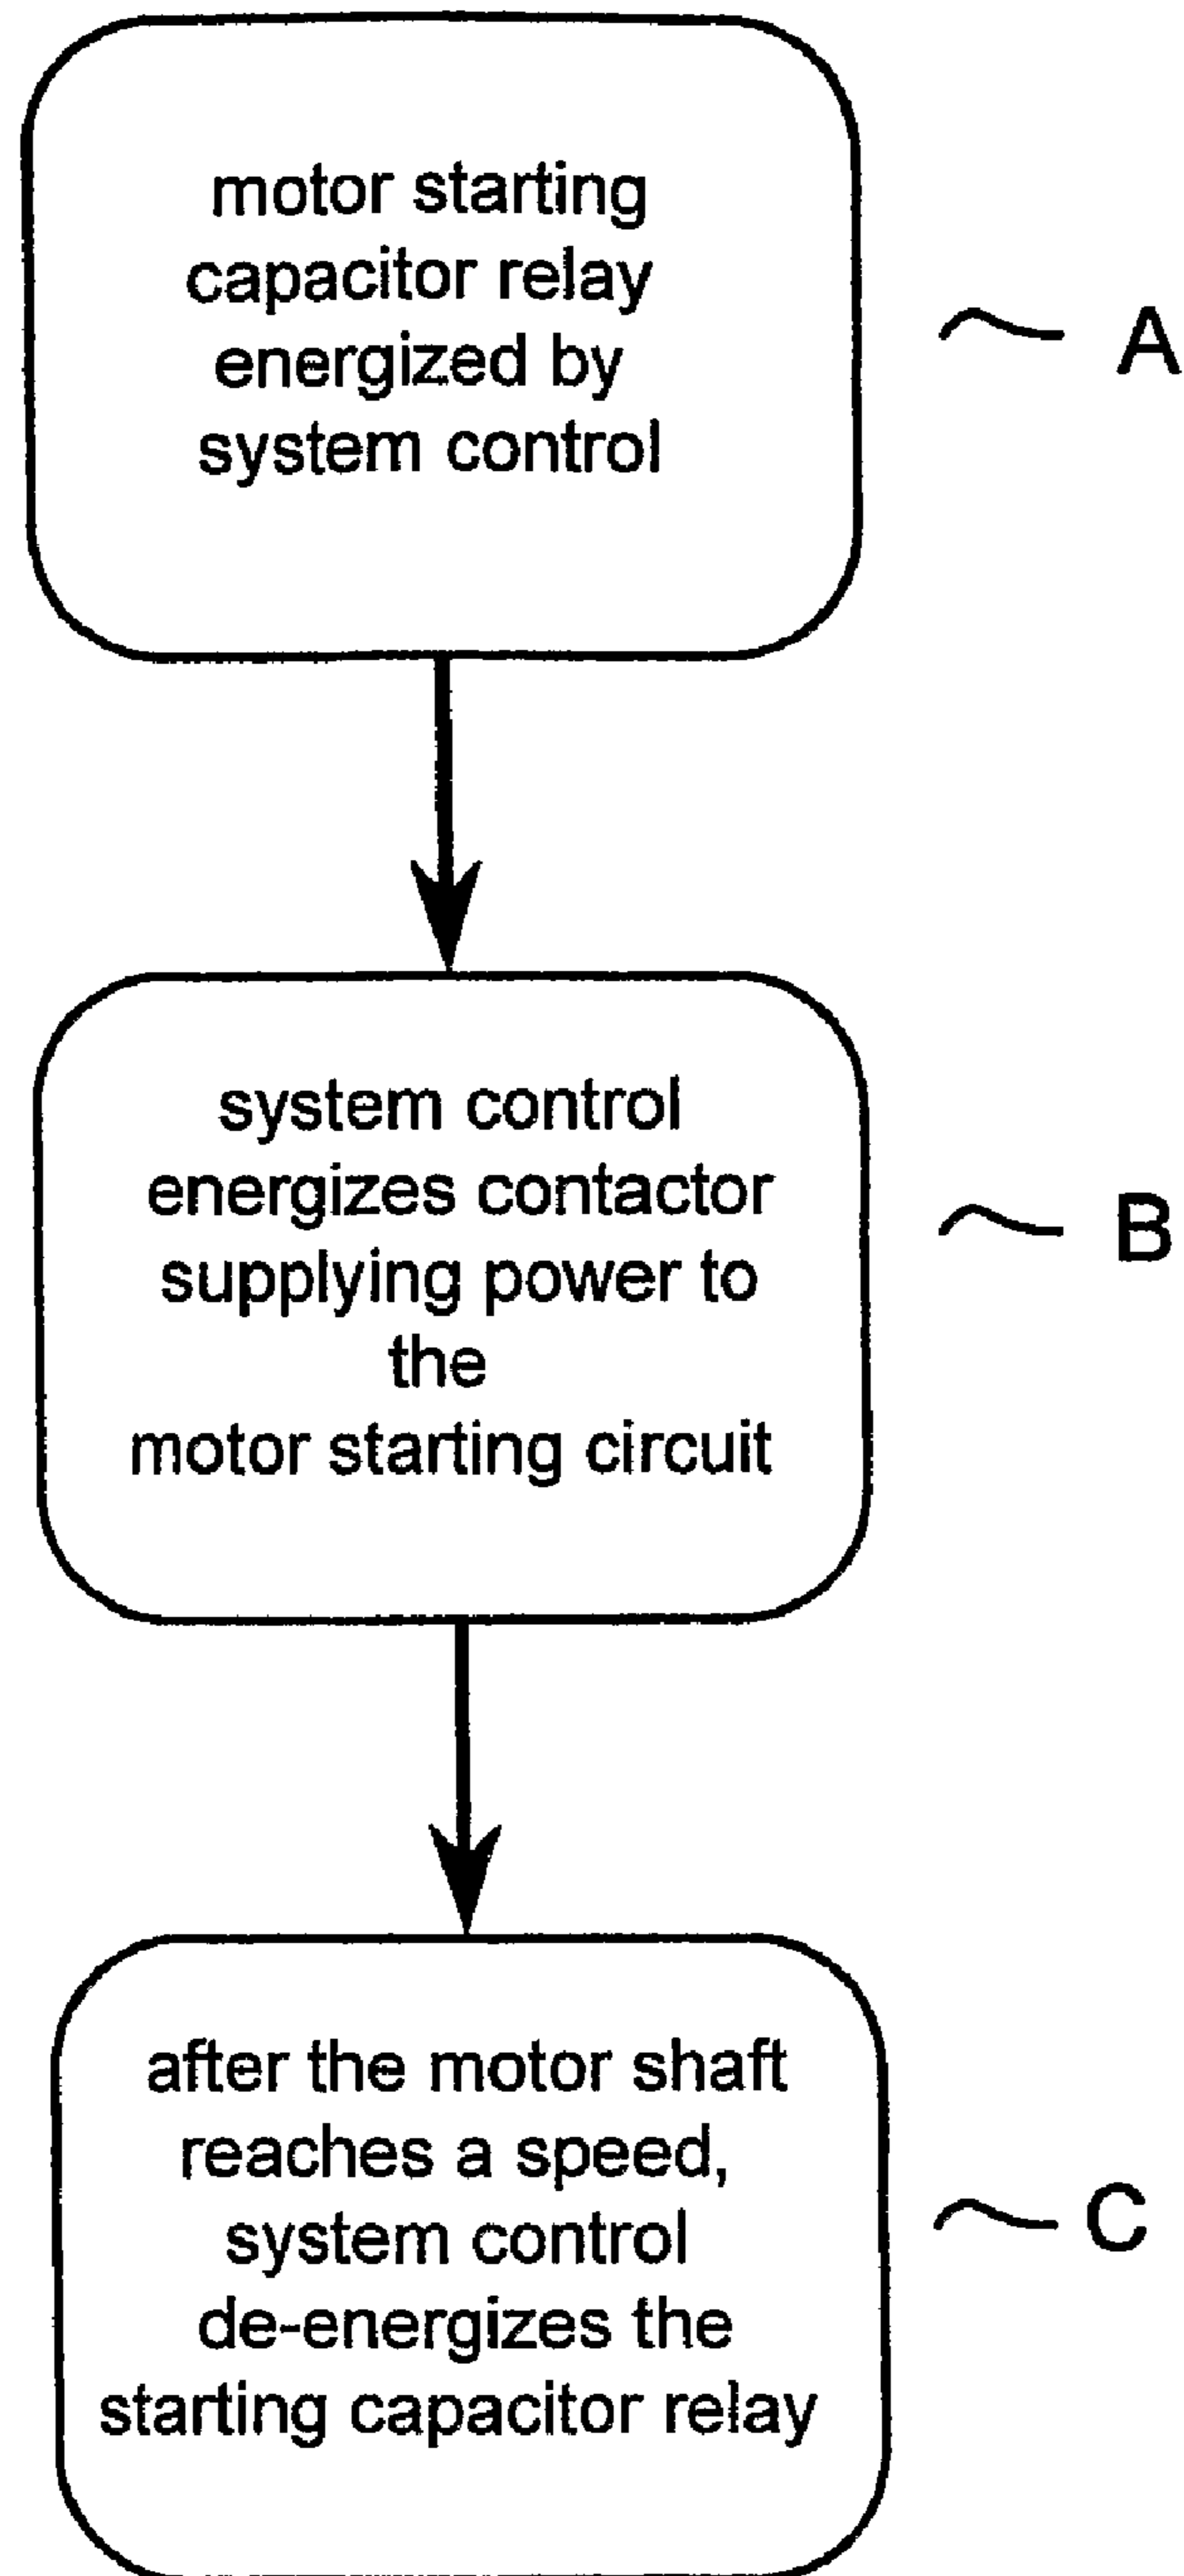 motor starting
capacitor relay
energized by
system control
A
system control
energizes contactor
supplying power to
the
motor starting circuit
B
after the motor shaft
reaches a speed,
system control
de-energizes the
starting capacitor relay
C